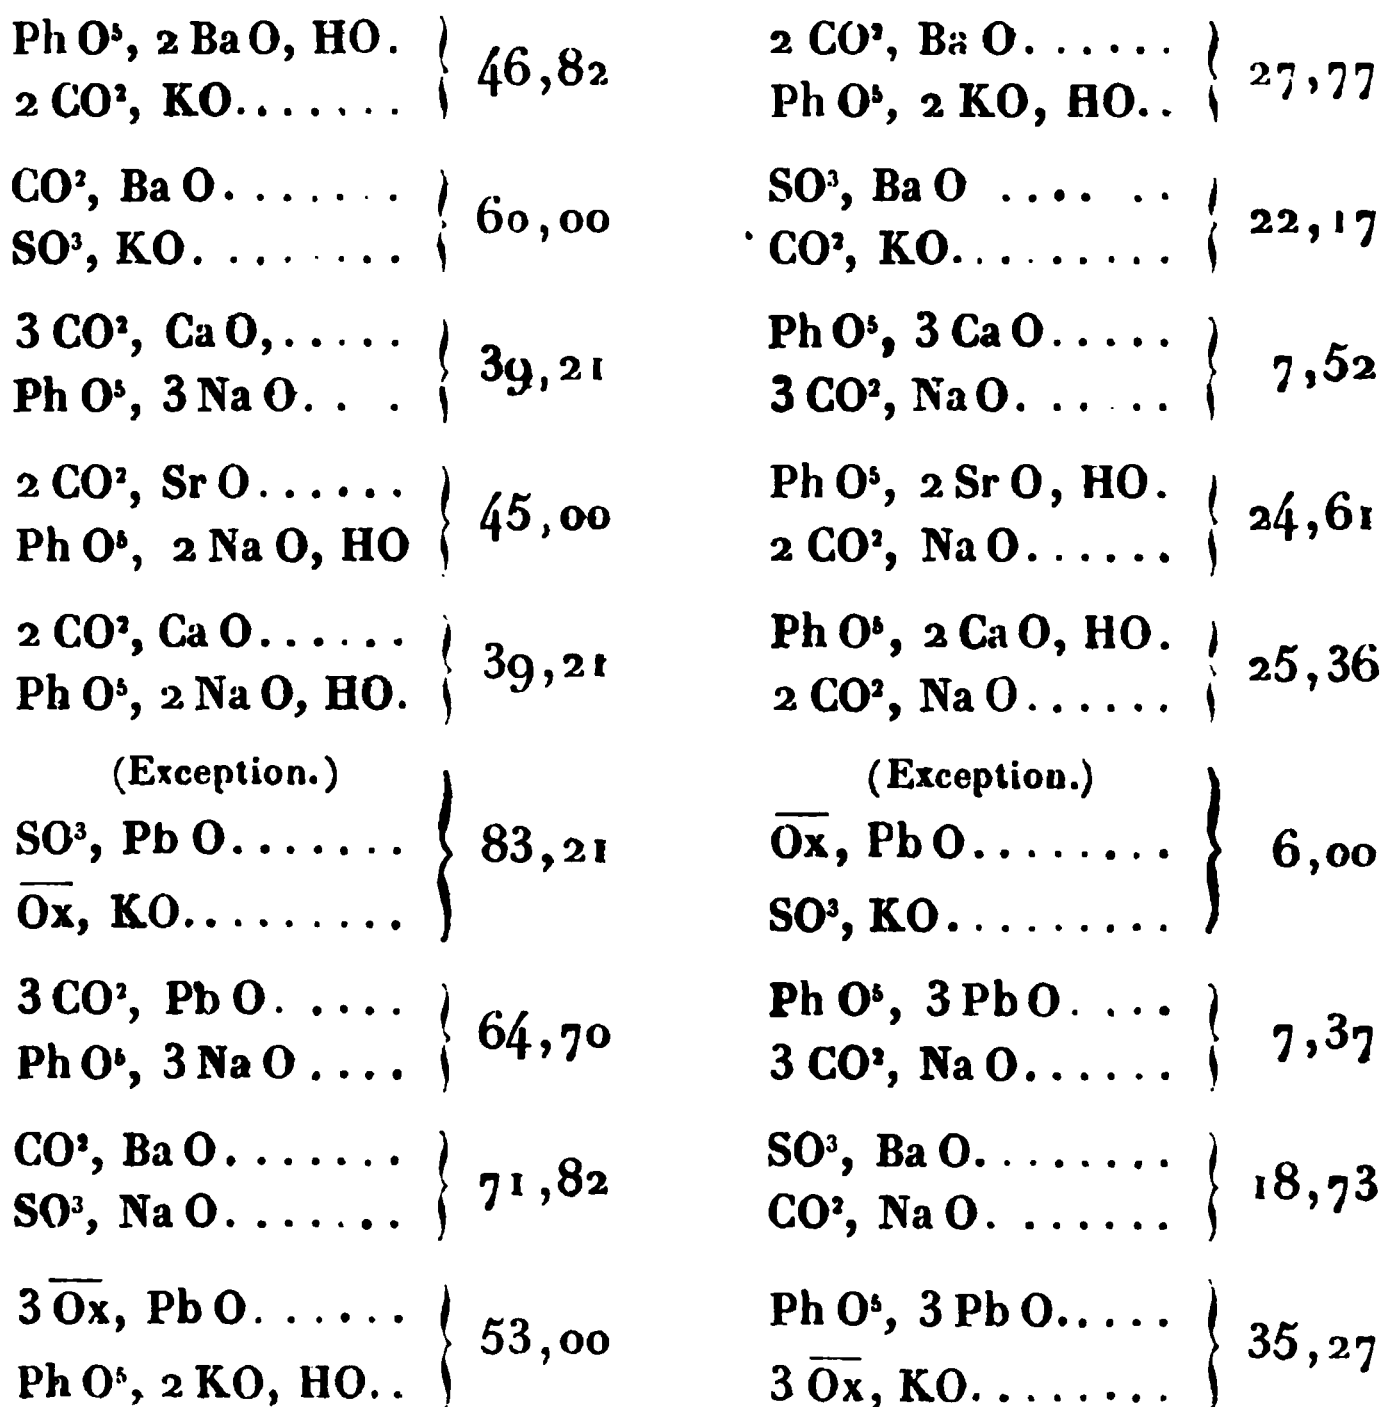 Ph O⁵, 2 Ba O, HO. 46,82 2 CO², Ba O......
2 CO², KO....... Ph O⁵, 2 KO, HO.. 27,77
CO², Ba O....... 60,00 SO³, Ba O .... ..
SO³, KO........ CO², KO......... 22,17
3 CO², Ca O,..... 39,21 Ph O⁵, 3 Ca O.....
Ph O⁵, 3 Na O. . . 3 CO², Na O...... 7,52
2 CO², Sr O...... 45,00 Ph O⁵, 2 Sr O, HO.
Ph O⁵, 2 Na O, HO 2 CO², Na O...... 24,61
2 CO², Ca O...... 39,21 Ph O⁵, 2 Ca O, HO.
Ph O⁵, 2 Na O, HO. 2 CO², Na O...... 25,36
(Exception.) (Exception.)
SO³, Pb O....... 83,21 O̅x̅, Pb O........ 6,00
O̅x̅, KO......... SO³, KO.........
3 CO², Pb O. .... 64,70 Ph O⁵, 3 Pb O....
Ph O⁵, 3 Na O .... 3 CO², Na O...... 7,37
CO², Ba O....... 71,82 SO³, Ba O........
SO³, Na O....... CO², Na O. ...... 18,73
3 O̅x̅, Pb O...... 53,00 Ph O⁵, 3 Pb O.....
Ph O⁵, 2 KO, HO.. 3 O̅x̅, KO........ 35,27